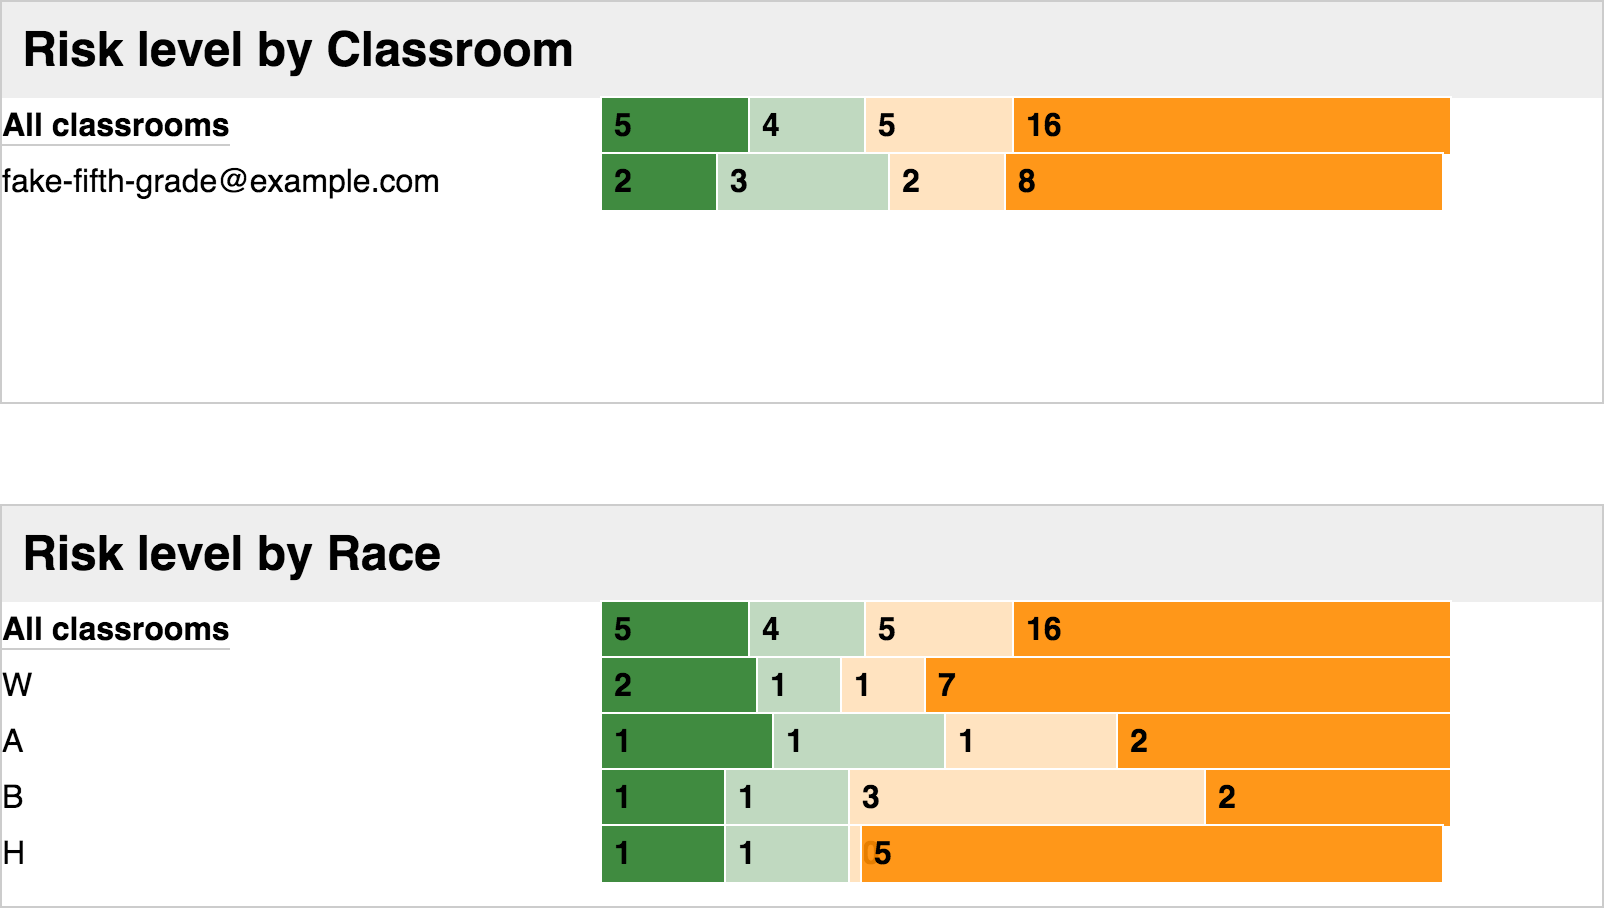 Risk level by Classroom
All classrooms 5 4 5 16
fake-fifth-grade@example.com 2 3 2 8
Risk level by Race
All classrooms 5 4 5 16
W 2 1 1 7
A 1 1 1 2
B 1 1 3 2
H 1 1 0 5